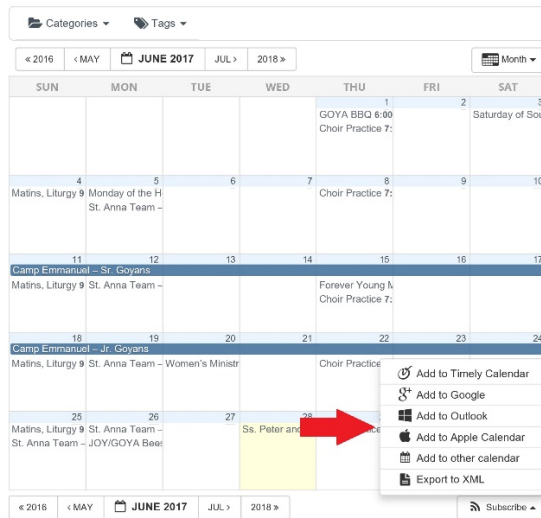 Categories Tags
« 2016 ‹ MAY JUNE 2017 JUL › 2018 » Month
SUN MON TUE WED THU FRI SAT
1 2 3
GOYA BBQ 6:00 Saturday of Sou
Choir Practice 7:
4 5 6 7 8 9 10
Matins, Liturgy 9 Monday of the H Choir Practice 7:
St. Anna Team –
11 12 13 14 15 16 17
Camp Emmanuel – Sr. Goyans
Matins, Liturgy 9 St. Anna Team – Forever Young M
Choir Practice 7:
18 19 20 21 22 23 24
Camp Emmanuel – Jr. Goyans
Matins, Liturgy 9 St. Anna Team – Women's Ministr Choir Practice
Add to Timely Calendar
Add to Google
Add to Outlook
Add to Apple Calendar
Add to other calendar
Export to XML
25 26 27 28
Matins, Liturgy 9 St. Anna Team – Ss. Peter and
St. Anna Team – JOY/GOYA Bees
« 2016 ‹ MAY JUNE 2017 JUL › 2018 » Subscribe